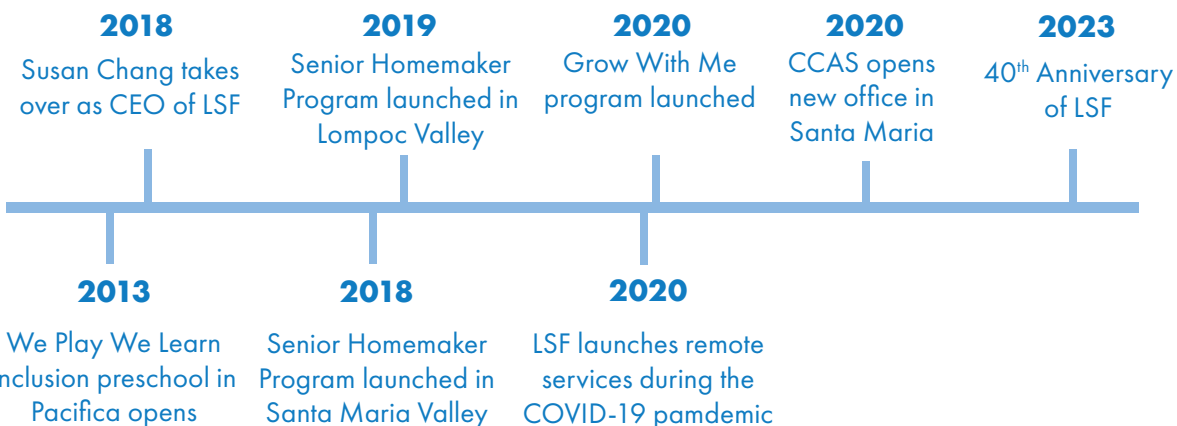 2018
Susan Chang takes
over as CEO of LSF
2019
Senior Homemaker
Program launched in
Lompoc Valley
2020
Grow With Me
program launched
2020
CCAS opens
new office in
Santa Maria
2023
40th Anniversary
of LSF
2013
We Play We Learn
nclusion preschool in
Pacifica opens
2018
Senior Homemaker
Program launched in
Santa Maria Valley
2020
LSF launches remote
services during the
COVID-19 pamdemic